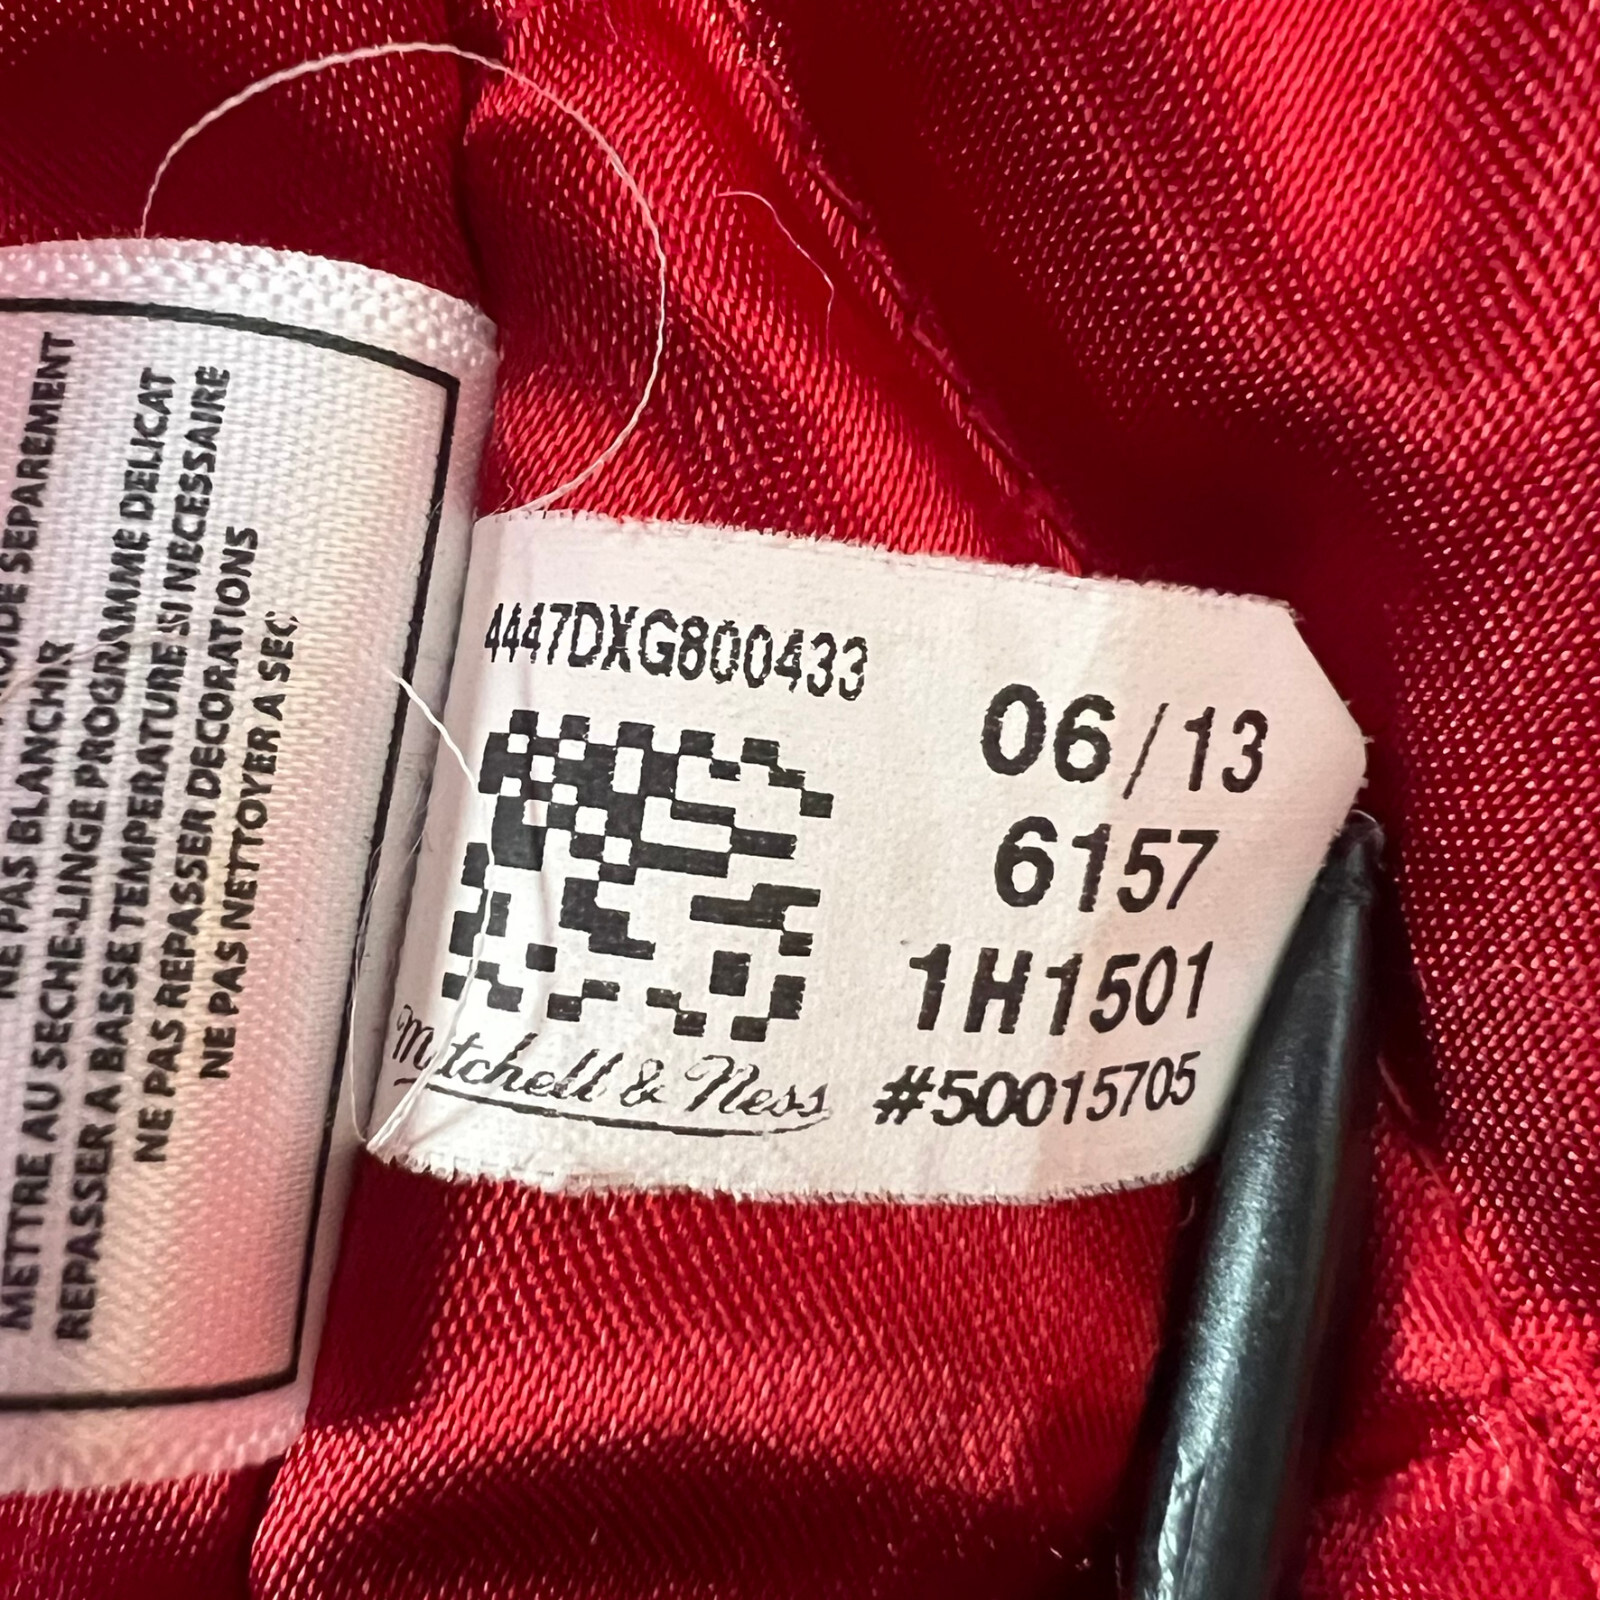 NE PAS BLANCHIR
METTRE AU SECHE-LINGE PROGRAMME DELICAT
REPASSER A BASSE TEMPERATURE SI NECESSAIRE
NE PAS REPASSER DECORATIONS
NE PAS NETTOYER A SEC
4447DXG800433
06/13
6157
1H1501
Mitchell & Ness
#50015705